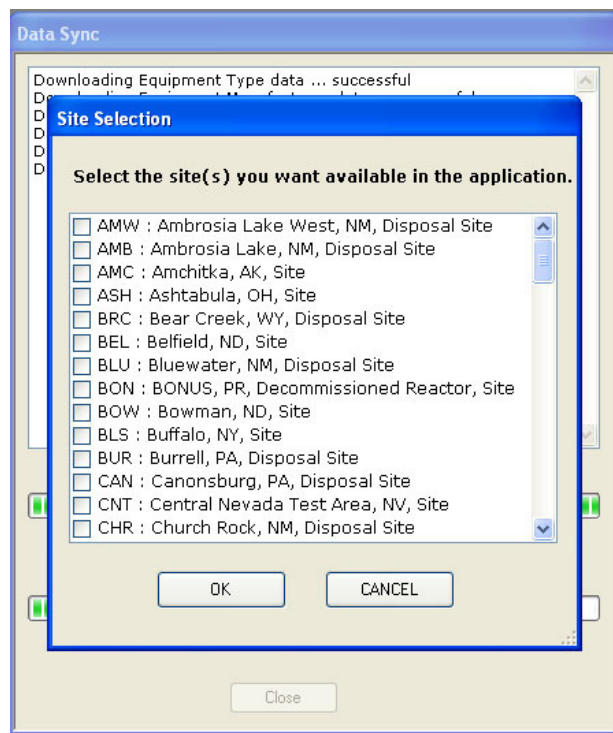 Data Sync
Downloading Equipment Type data ... successful
Site Selection
Select the site(s) you want available in the application.
AMW : Ambrosia Lake West, NM, Disposal Site
AMB : Ambrosia Lake, NM, Disposal Site
AMC : Amchitka, AK, Site
ASH : Ashtabula, OH, Site
BRC : Bear Creek, WY, Disposal Site
BEL : Belfield, ND, Site
BLU : Bluewater, NM, Disposal Site
BON : BONUS, PR, Decommissioned Reactor, Site
BOW : Bowman, ND, Site
BLS : Buffalo, NY, Site
BUR : Burrell, PA, Disposal Site
CAN : Canonsburg, PA, Disposal Site
CNT : Central Nevada Test Area, NV, Site
CHR : Church Rock, NM, Disposal Site
OK
CANCEL
Close